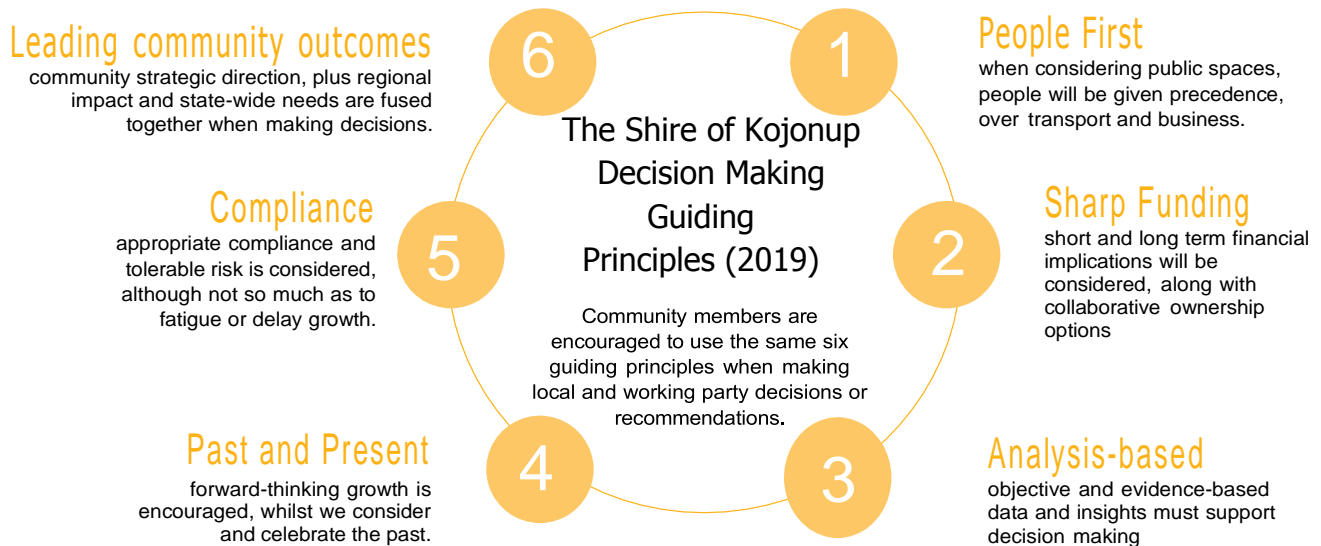 The Shire of Kojonup
Decision Making
Guiding
Principles (2019)
Community members are
encouraged to use the same six
guiding principles when making
local and working party decisions or
recommendations.
1
People First
when considering public spaces,
people will be given precedence,
over transport and business.
2
Sharp Funding
short and long term financial
implications will be
considered, along with
collaborative ownership
options
3
Analysis-based
objective and evidence-based
data and insights must support
decision making
4
Past and Present
forward-thinking growth is
encouraged, whilst we consider
and celebrate the past.
5
Compliance
appropriate compliance and
tolerable risk is considered,
although not so much as to
fatigue or delay growth.
6
Leading community outcomes
community strategic direction, plus regional
impact and state-wide needs are fused
together when making decisions.